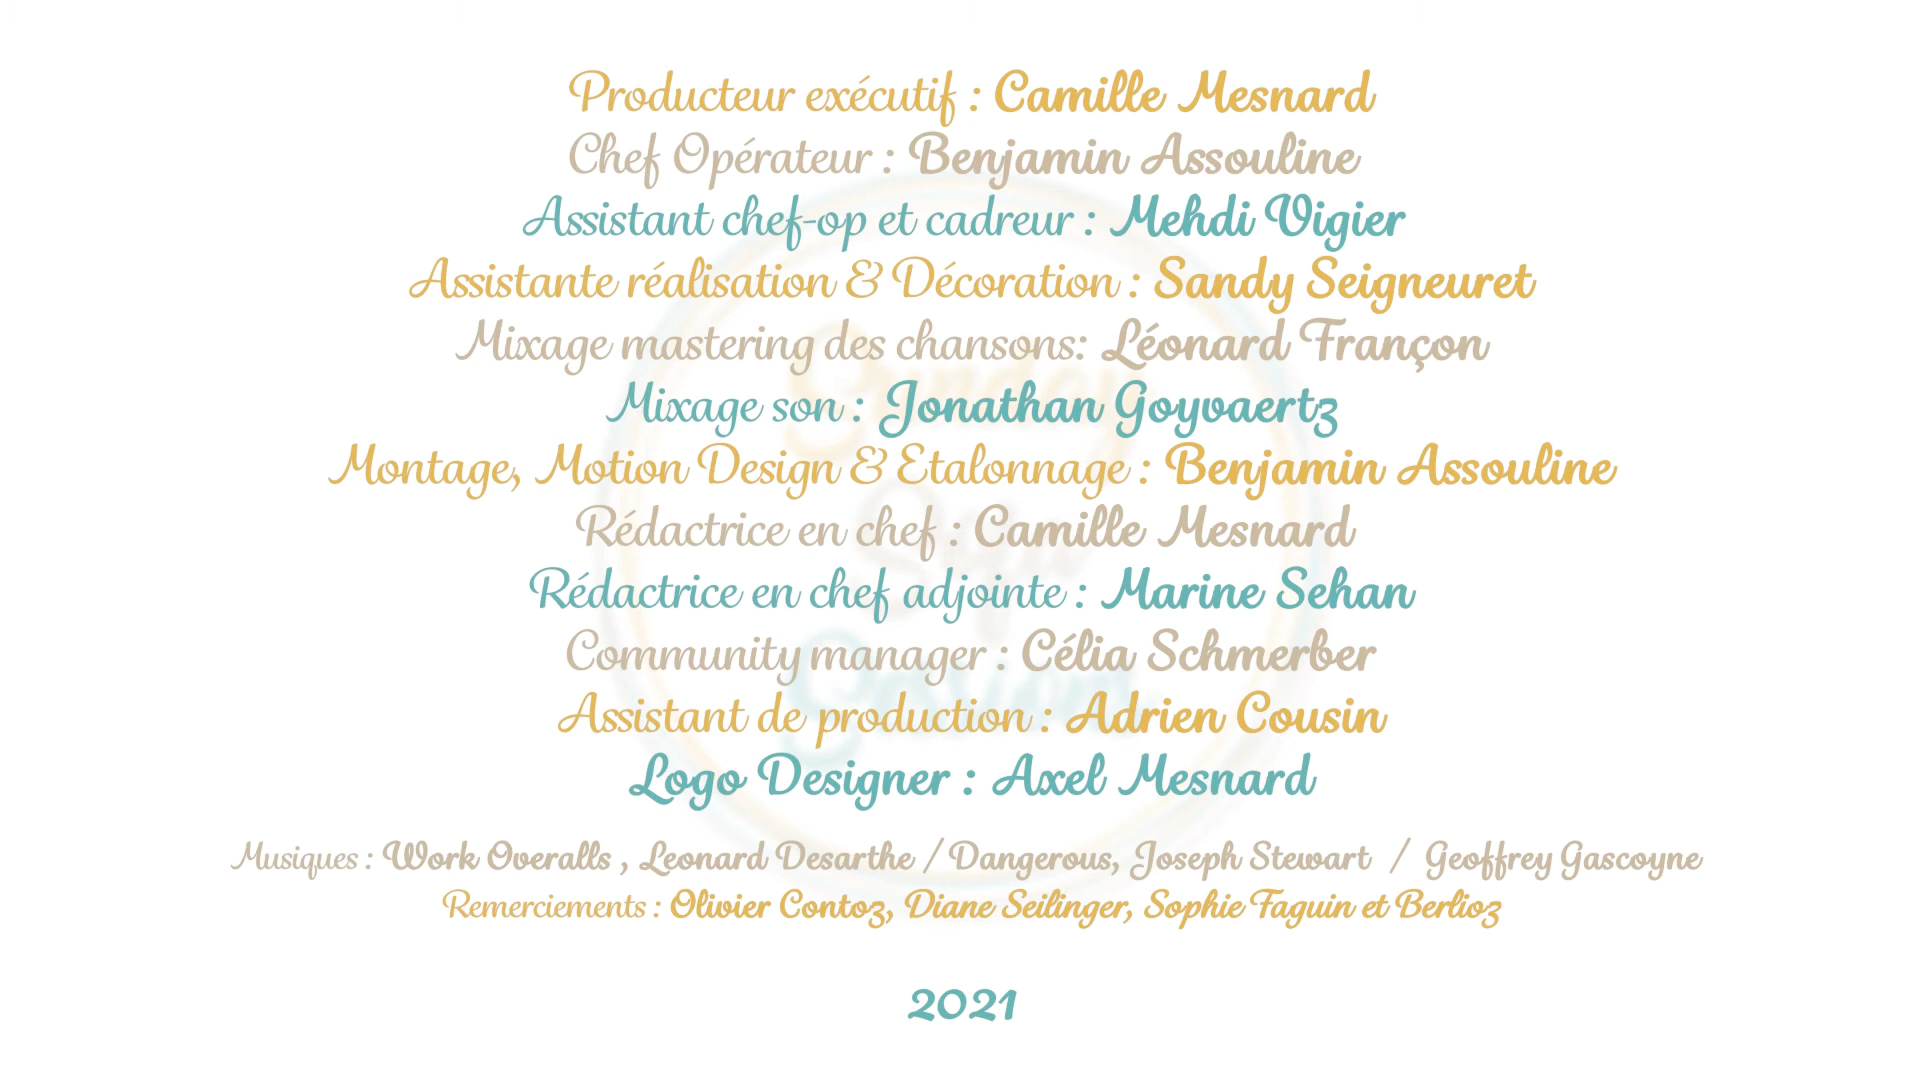 Producteur exécutif : Camille Mesnard
Chef Opérateur : Benjamin Assouline
Assistant chef-op et cadreur : Mehdi Vigier
Assistante réalisation & Décoration : Sandy Seigneuret
Mixage mastering des chansons: Léonard Françon
Mixage son : Jonathan Goyvaertz
Montage, Motion Design & Etalonnage : Benjamin Assouline
Rédactrice en chef : Camille Mesnard
Rédactrice en chef adjointe : Marine Sehan
Community manager : Célia Schmerber
Assistant de production : Adrien Cousin
Logo Designer : Axel Mesnard
Musiques : Work Overalls , Leonard Desarthe / Dangerous, Joseph Stewart / Geoffrey Gascoyne
Remerciements : Olivier Contoz, Diane Seilinger, Sophie Faguin et Berlioz
2021